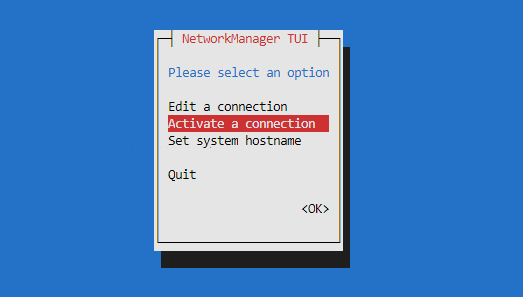 NetworkManager TUI
Please select an option
Edit a connection
Activate a connection
Set system hostname
Quit
<OK>